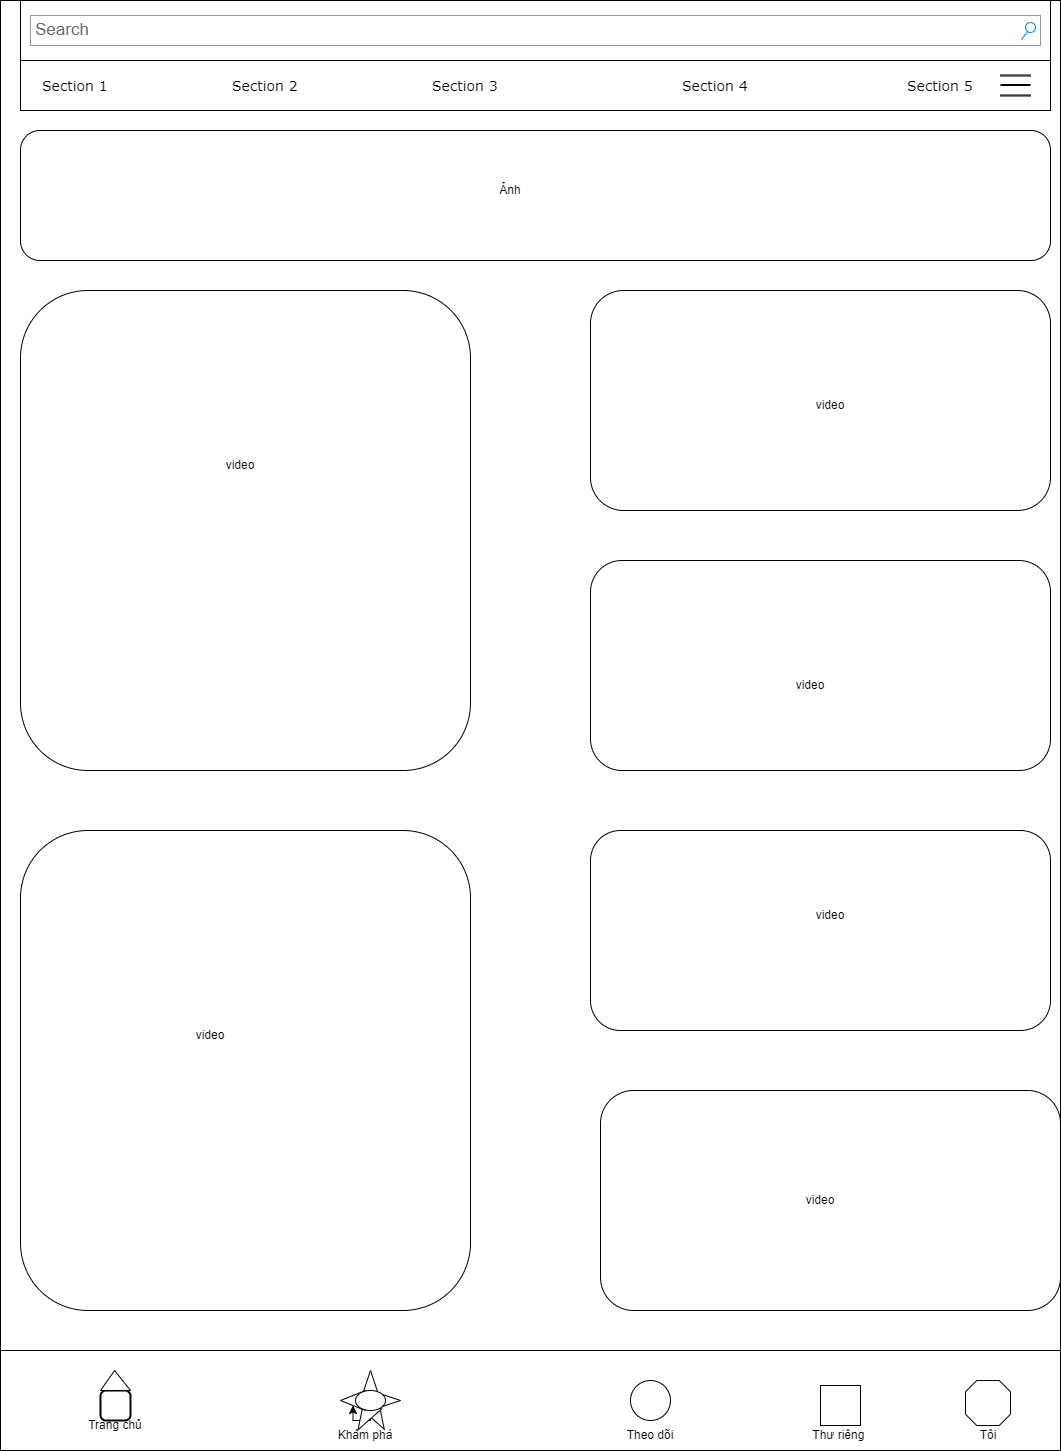 Search
Section 1 Section 2 Section 3 Section 4 Section 5
Ảnh
video
video
video
video
video
video
Trang chủ Khám phá Theo dõi Thư riêng Tôi